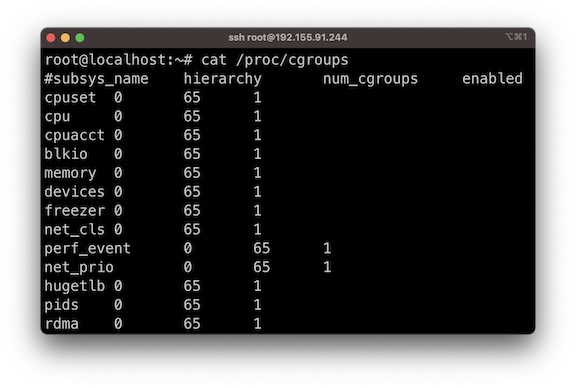 ssh root@192.155.91.244
⌥⌘1
root@localhost:~# cat /proc/cgroups
#subsys_name hierarchy num_cgroups enabled
cpuset 0 65 1
cpu 0 65 1
cpuacct 0 65 1
blkio 0 65 1
memory 0 65 1
devices 0 65 1
freezer 0 65 1
net_cls 0 65 1
perf_event 0 65 1
net_prio 0 65 1
hugetlb 0 65 1
pids 0 65 1
rdma 0 65 1